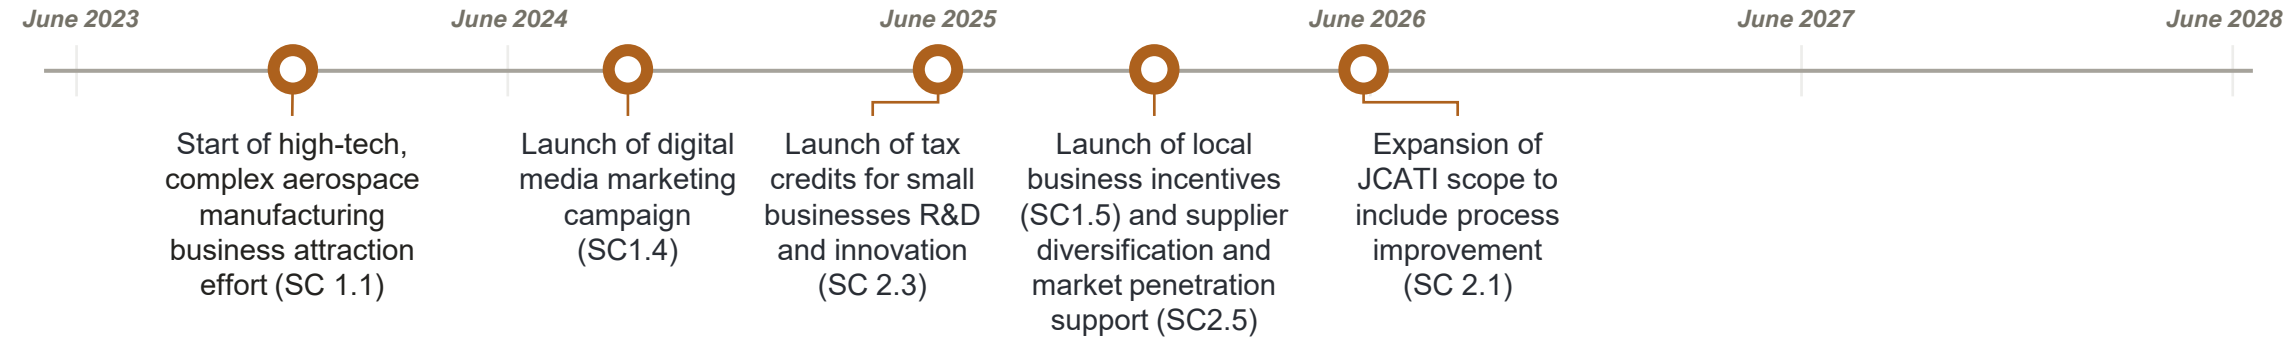 June 2023
June 2024
June 2025
June 2026
June 2027
June 2028
Start of high-tech,
complex aerospace
manufacturing
business attraction
effort (SC 1.1)
Launch of digital
media marketing
campaign
(SC1.4)
Launch of tax
credits for small
businesses R&D
and innovation
(SC 2.3)
Launch of local
business incentives
(SC1.5) and supplier
diversification and
market penetration
support (SC2.5)
Expansion of
JCATI scope to
include process
improvement
(SC 2.1)